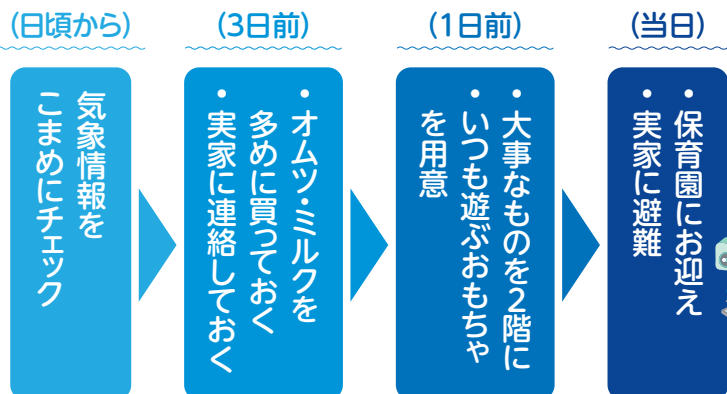 (日頃から)
気象情報を
こまめにチェック
(3日前)
・オムツ・ミルクを
多めに買っておく
・実家に連絡しておく
(1日前)
・大事なものを2階に
・いつも遊ぶおもちゃ
を用意
(当日)
・保育園にお迎え
・実家に避難